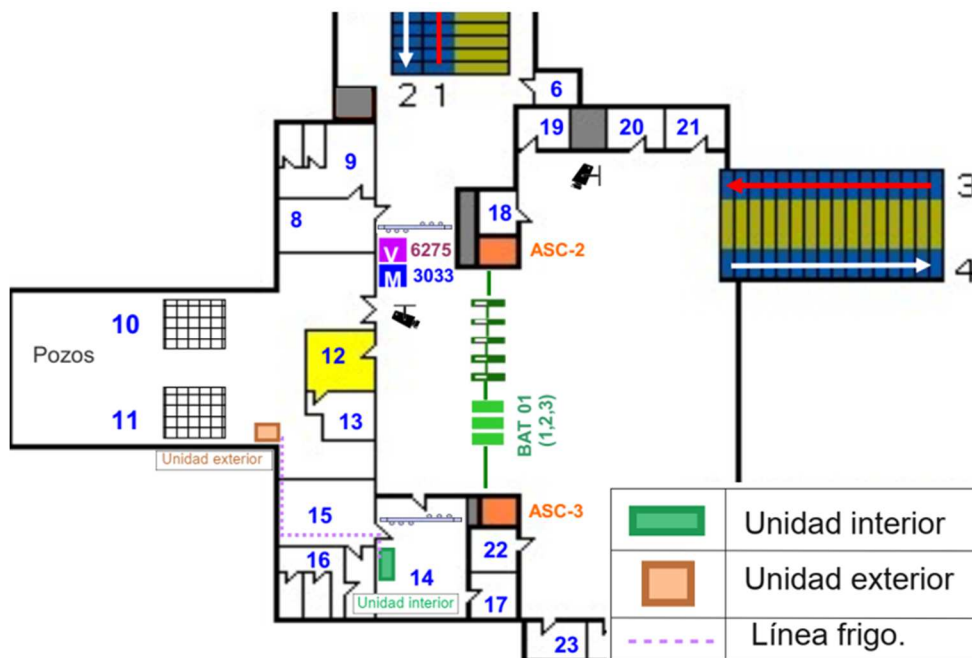 2 1
6
19
20
21
9
3
8
18
V 6275
ASC-2
M 3033
4
10
Pozos
12
11
13
BAT 01
(1,2,3)
Unidad exterior
15
ASC-3
Unidad interior
16
22
14
Unidad exterior
Unidad interior
17
23
Línea frigo.